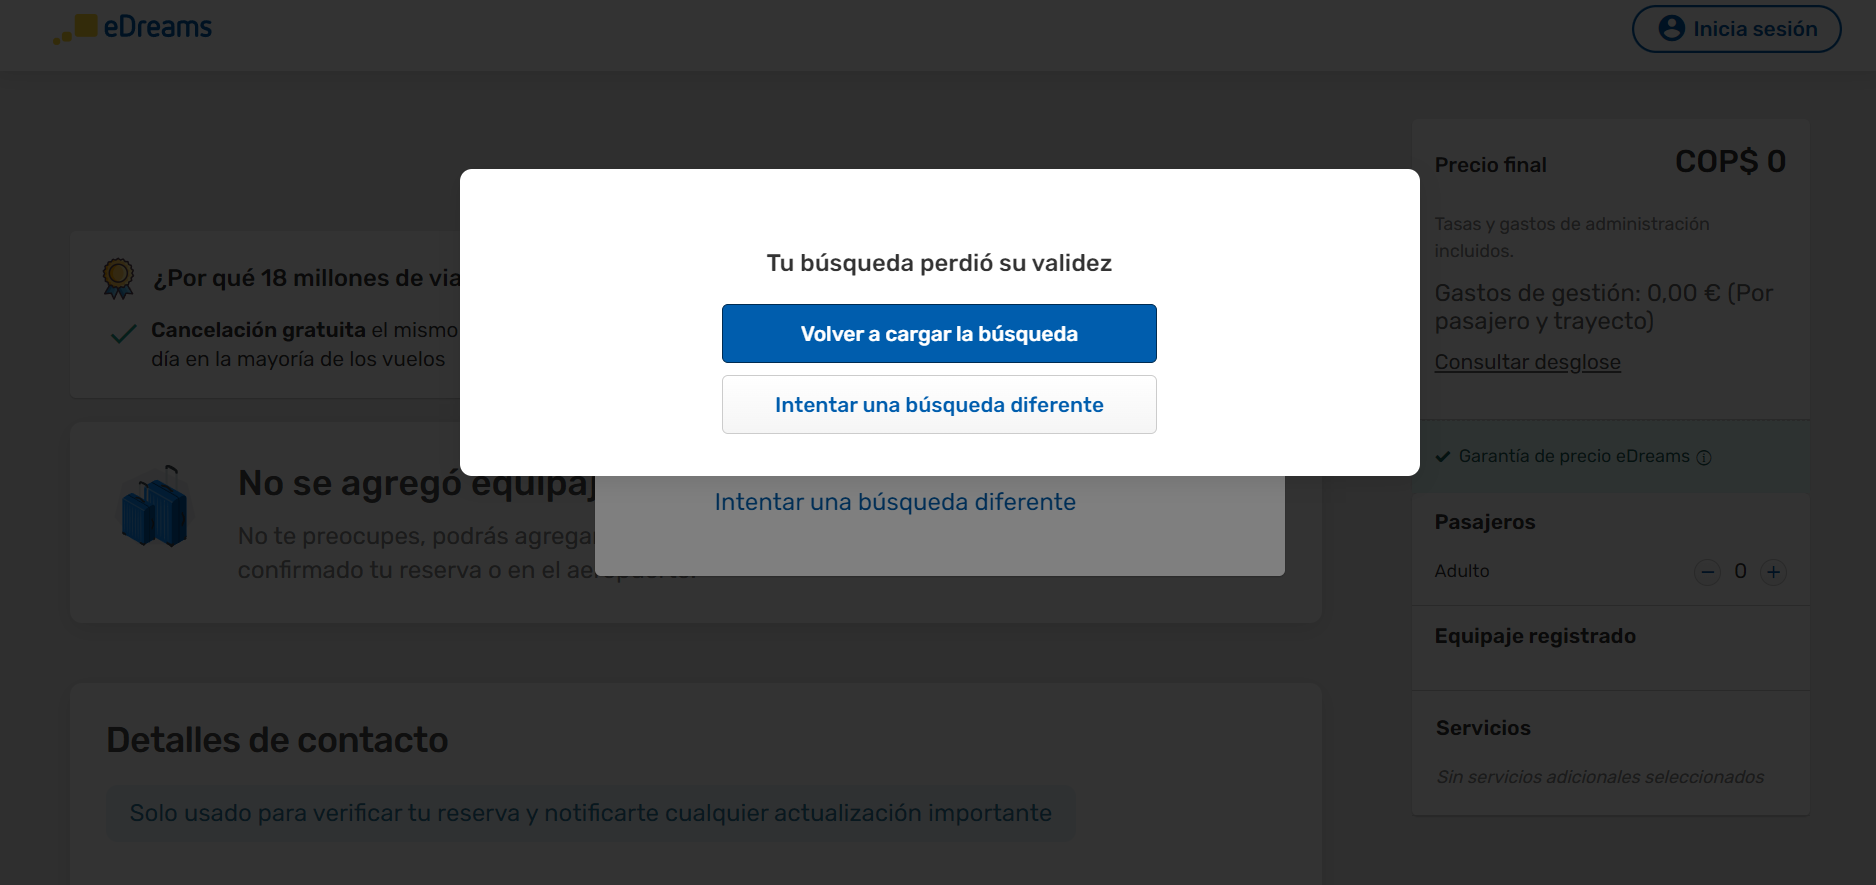 eDreams
Inicia sesión
Tu búsqueda perdió su validez
Volver a cargar la búsqueda
Intentar una búsqueda diferente
Intentar una búsqueda diferente
¿Por qué 18 millones de via
Cancelación gratuita el mismo
día en la mayoría de los vuelos
No se agregó equipaj
No te preocupes, podrás agregar
confirmado tu reserva o en el aeropuerto.
Detalles de contacto
Solo usado para verificar tu reserva y notificarte cualquier actualización importante
Precio final
COP$ 0
Tasas y gastos de administración
incluidos.
Gastos de gestión: 0,00 € (Por
pasajero y trayecto)
Consultar desglose
Garantía de precio eDreams
Pasajeros
Adulto
0
Equipaje registrado
Servicios
Sin servicios adicionales seleccionados